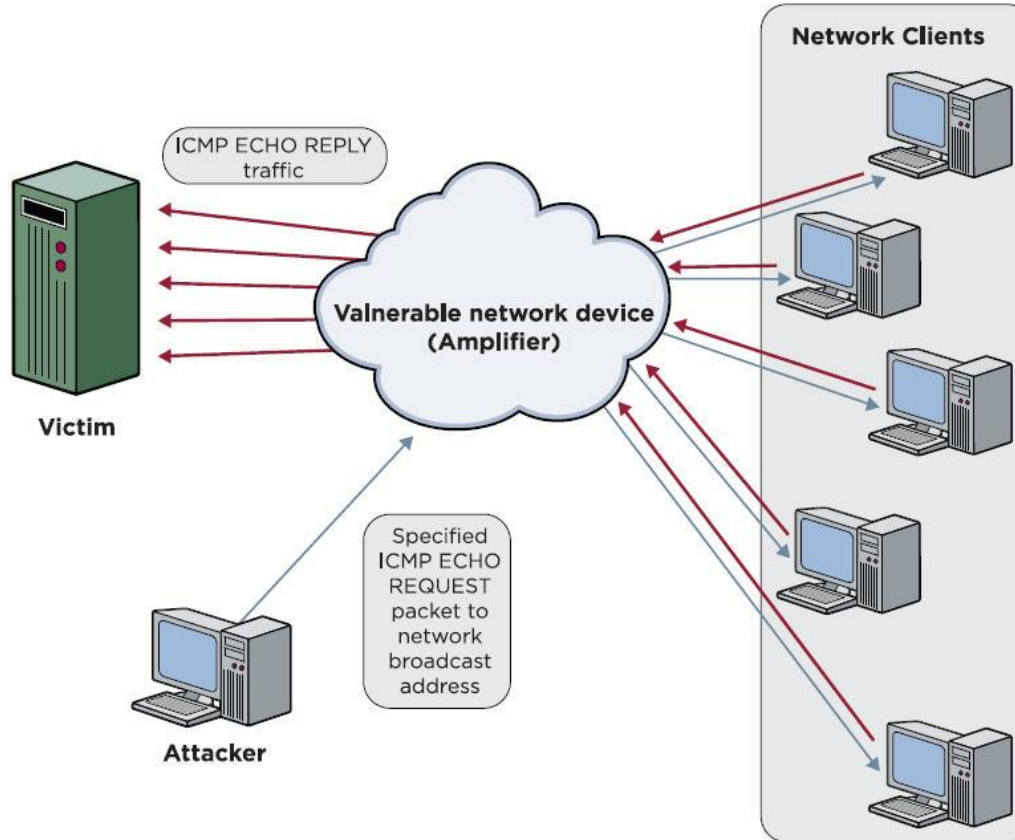 Network Clients
ICMP ECHO REPLY
traffic
Valnerable network device
(Amplifier)
Victim
Specified
ICMP ECHO
REQUEST
packet to
network
broadcast
address
Attacker